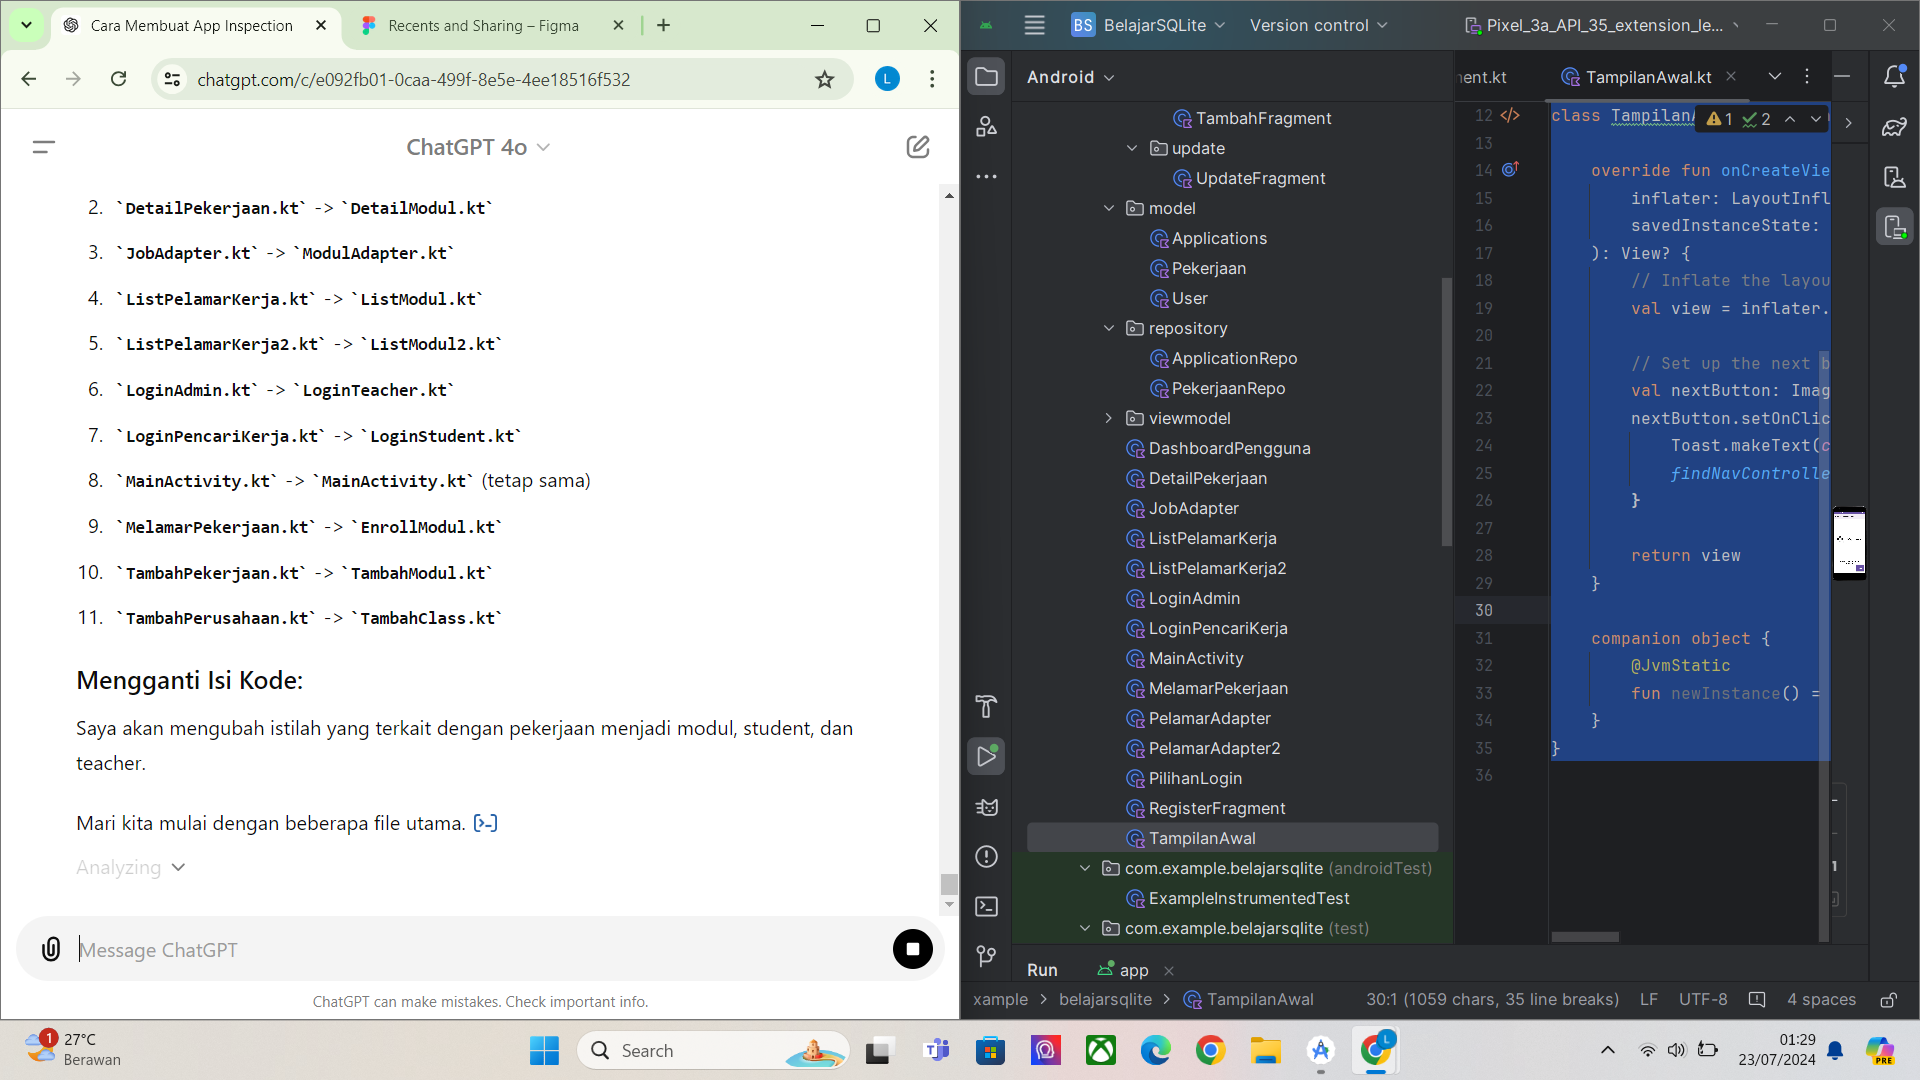 Cara Membuat App Inspection
Recents and Sharing – Figma
chatgpt.com/c/e092fb01-0caa-499f-8e5e-4ee18516f532
L
ChatGPT 4o
2. `DetailPekerjaan.kt` -> `DetailModul.kt`
3. `JobAdapter.kt` -> `ModulAdapter.kt`
4. `ListPelamarKerja.kt` -> `ListModul.kt`
5. `ListPelamarKerja2.kt` -> `ListModul2.kt`
6. `LoginAdmin.kt` -> `LoginTeacher.kt`
7. `LoginPencariKerja.kt` -> `LoginStudent.kt`
8. `MainActivity.kt` -> `MainActivity.kt` (tetap sama)
9. `MelamarPekerjaan.kt` -> `EnrollModul.kt`
10. `TambahPekerjaan.kt` -> `TambahModul.kt`
11. `TambahPerusahaan.kt` -> `TambahClass.kt`
Mengganti Isi Kode:
Saya akan mengubah istilah yang terkait dengan pekerjaan menjadi modul, student, dan
teacher.
Mari kita mulai dengan beberapa file utama. [>-]
Analyzing
Message ChatGPT
ChatGPT can make mistakes. Check important info.
BS BelajarSQLite Version control Pixel_3a_API_35_extension_le...
Android
TambahFragment
update
UpdateFragment
model
Applications
Pekerjaan
User
repository
ApplicationRepo
PekerjaanRepo
viewmodel
DashboardPengguna
DetailPekerjaan
JobAdapter
ListPelamarKerja
ListPelamarKerja2
LoginAdmin
LoginPencariKerja
MainActivity
MelamarPekerjaan
PelamarAdapter
PelamarAdapter2
PilihanLogin
RegisterFragment
TampilanAwal
com.example.belajarsqlite (androidTest)
ExampleInstrumentedTest
com.example.belajarsqlite (test)
nent.kt TampilanAwal.kt
1 2
12 class TampilanA
13
14 override fun onCreateVie
15 inflater: LayoutInfl
16 savedInstanceState:
17 ): View? {
18 // Inflate the layou
19 val view = inflater.
20
21 // Set up the next b
22 val nextButton: Imag
23 nextButton.setOnClic
24 Toast.makeText(c
25 findNavControlle
26 }
27
28 return view
29 }
30
31 companion object {
32 @JvmStatic
33 fun newInstance() =
34 }
35 }
36
Run app
xample > belajarsqlite > TampilanAwal 30:1 (1059 chars, 35 line breaks) LF UTF-8 4 spaces
1
27°C
Berawan
Search
L
01:29
23/07/2024
PRE